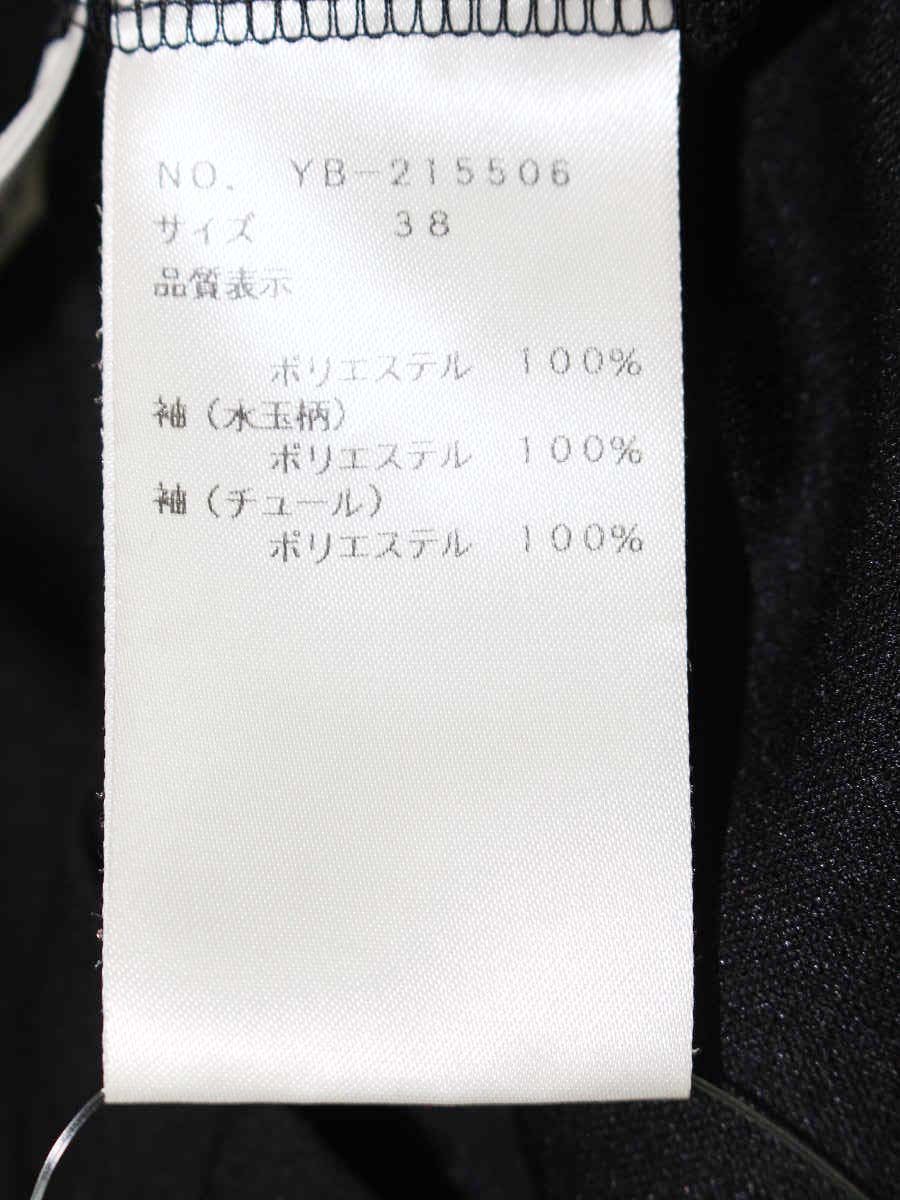 NO. YB-215506
サイズ 38
品質表示
ポリエステル 100%
袖(水玉柄)
ポリエステル 100%
袖(チュール)
ポリエステル 100%